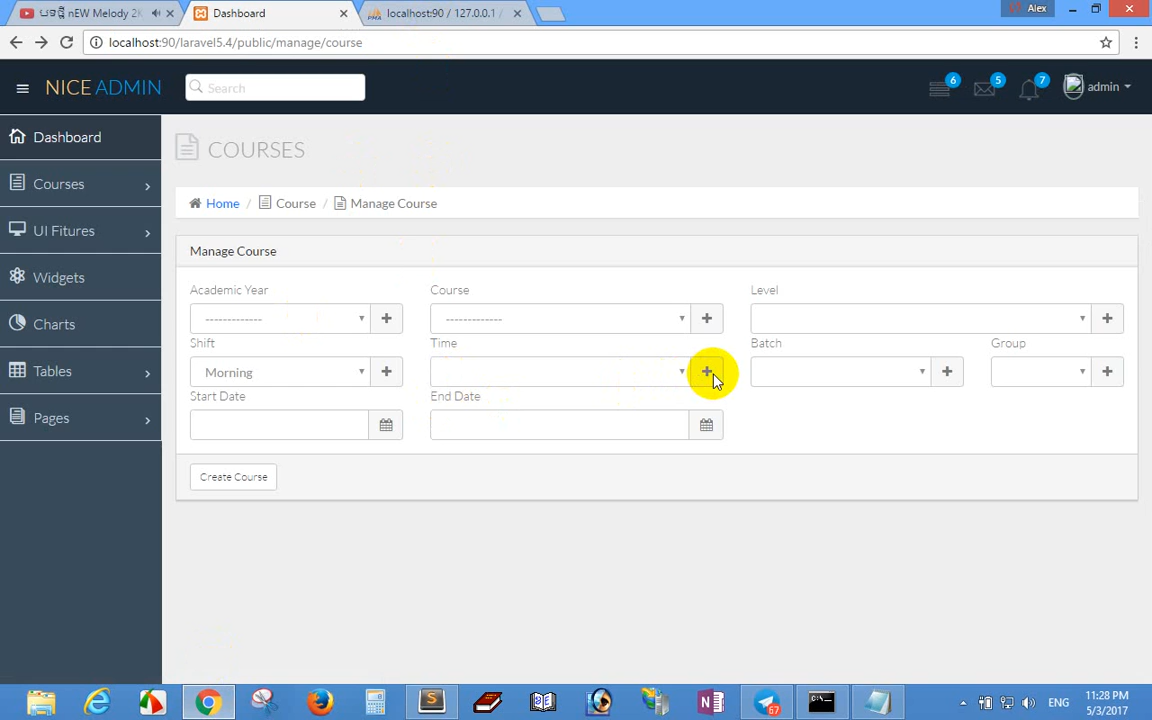 nEW Melody 2K
Dashboard
localhost:90 / 127.0.0.1 /
Alex
localhost:90/laravel5.4/public/manage/course
NICE ADMIN
Search
6
5
7
admin
Dashboard
Courses
UI Fitures
Widgets
Charts
Tables
Pages
COURSES
Home / Course / Manage Course
Manage Course
Academic Year
Course
Level
-------------
-------------
Shift
Time
Batch
Group
Morning
Start Date
End Date
Create Course
67
ENG
11:28 PM
5/3/2017